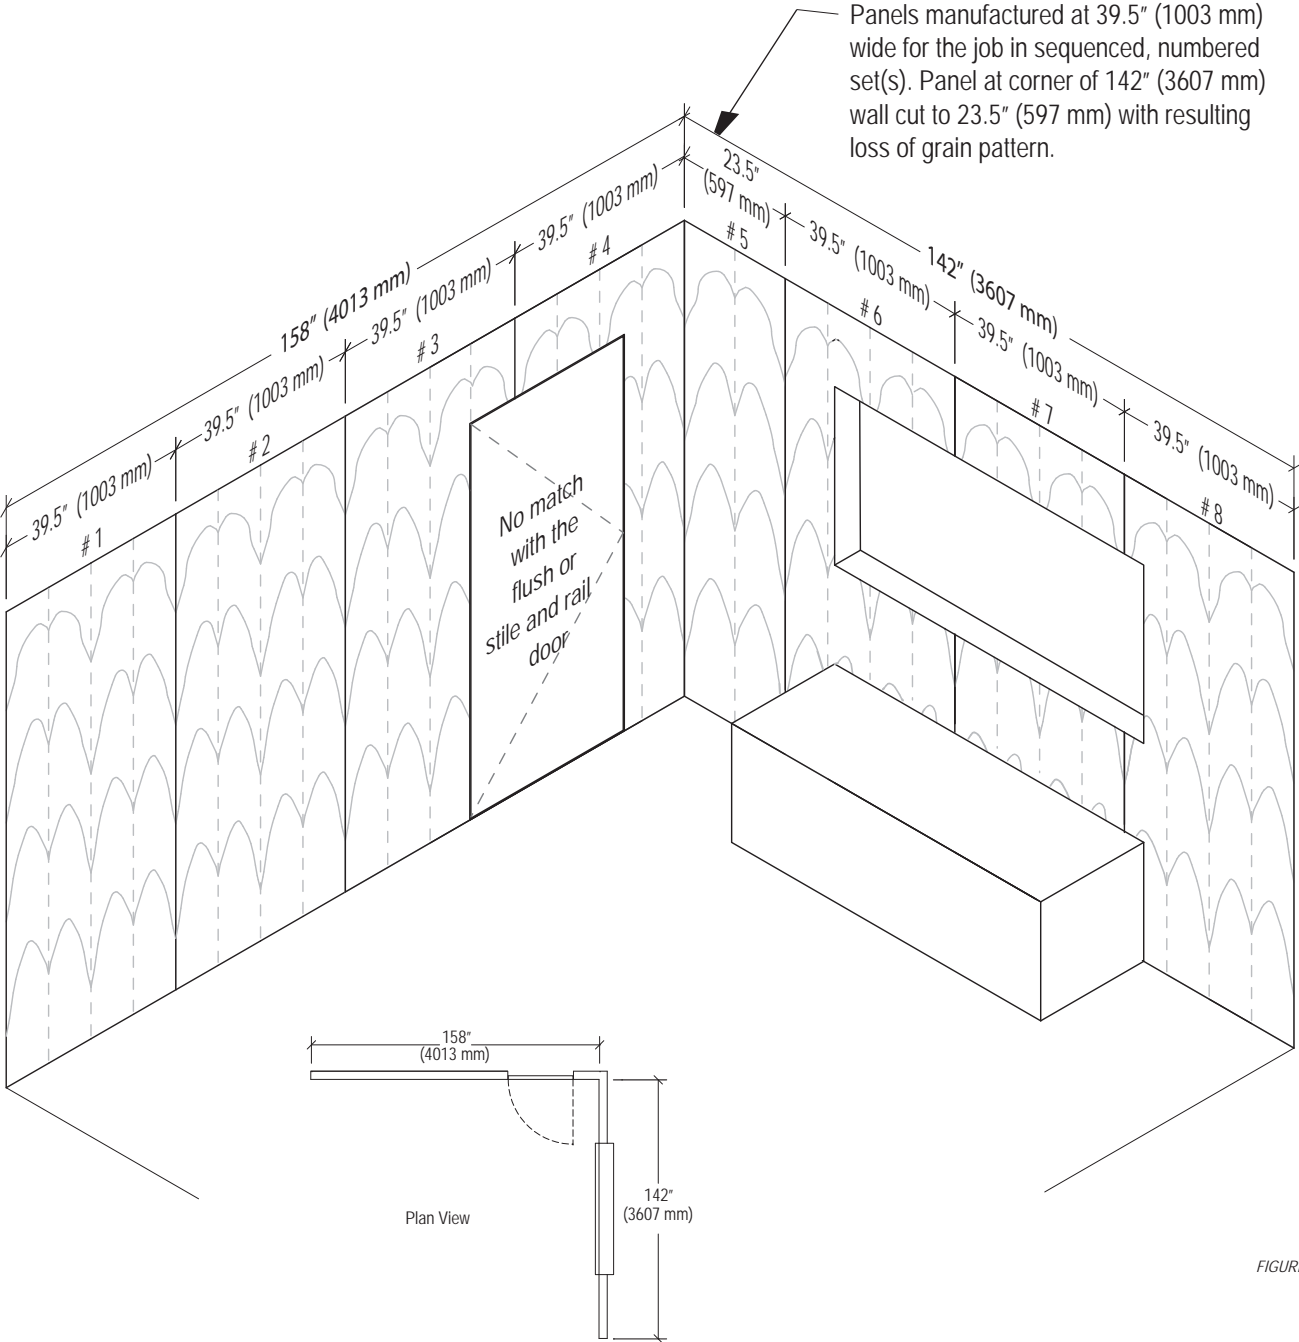 Panels manufactured at 39.5" (1003 mm)
wide for the job in sequenced, numbered
set(s). Panel at corner of 142" (3607 mm)
wall cut to 23.5" (597 mm) with resulting
loss of grain pattern.
158" (4013 mm)
39.5" (1003 mm)
# 1
39.5" (1003 mm)
# 2
39.5" (1003 mm)
# 3
39.5" (1003 mm)
# 4
142" (3607 mm)
23.5"
(597 mm)
# 5
39.5" (1003 mm)
# 6
39.5" (1003 mm)
# 7
39.5" (1003 mm)
# 8
No match
with the
flush or
stile and rail
door
158"
(4013 mm)
142"
(3607 mm)
Plan View